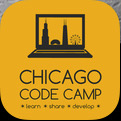 CHICAGO
CODE CAMP
★ learn ★ share ★ develop ★